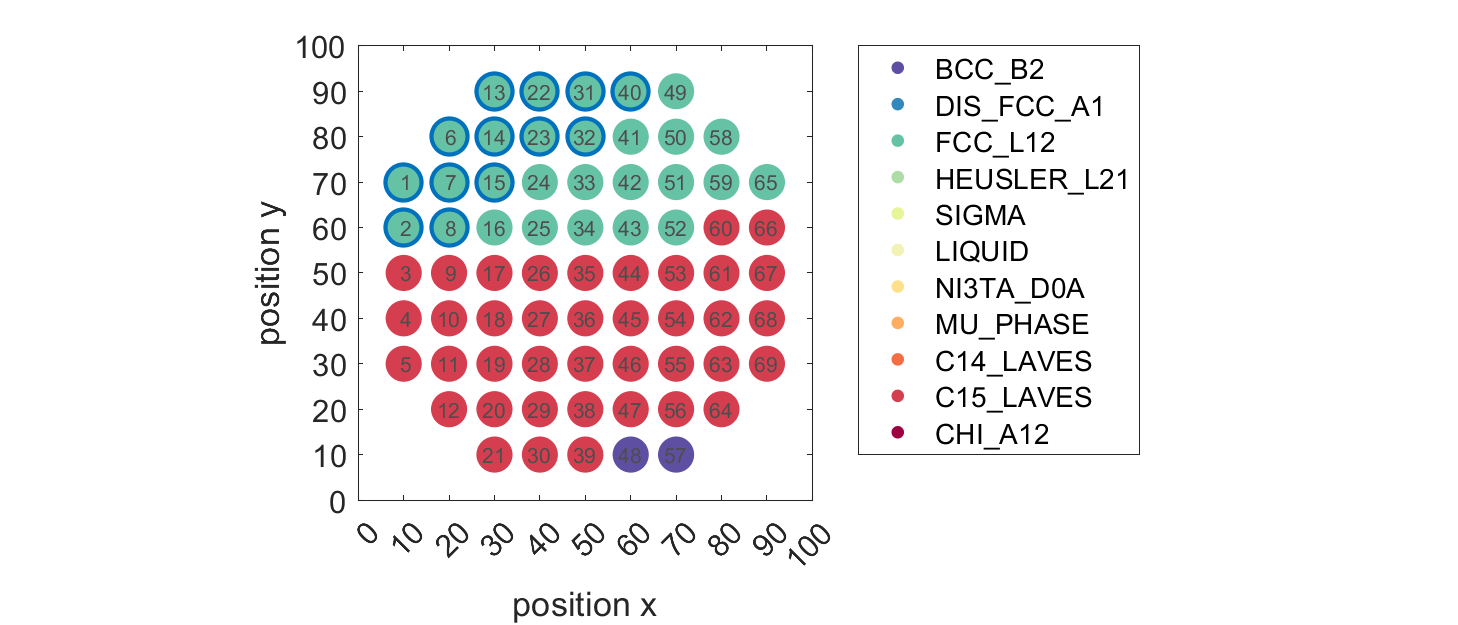 100
90
80
70
60
50
40
30
20
10
0
position y
13 22 31 40 49
6 14 23 32 41 50 58
1 7 15 24 33 42 51 59 65
2 8 16 25 34 43 52 60 66
3 9 17 26 35 44 53 61 67
4 10 18 27 36 45 54 62 68
5 11 19 28 37 46 55 63 69
12 20 29 38 47 56 64
21 30 39 48 57
0 10 20 30 40 50 60 70 80 90 100
position x
BCC_B2
DIS_FCC_A1
FCC_L12
HEUSLER_L21
SIGMA
LIQUID
NI3TA_D0A
MU_PHASE
C14_LAVES
C15_LAVES
CHI_A12